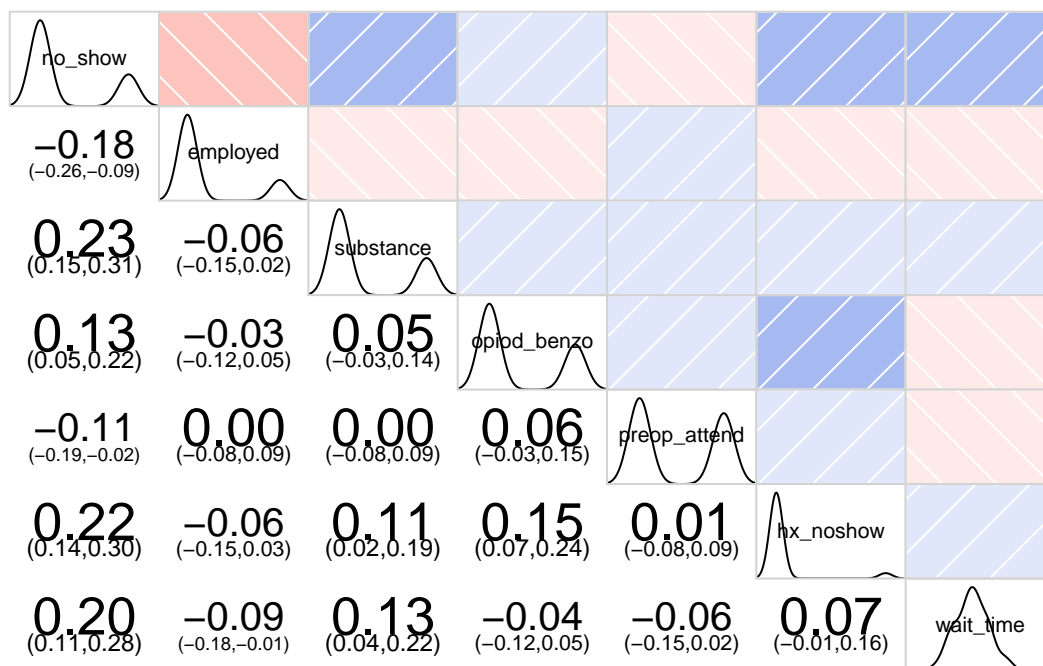 no_show
−0.18 employed
(−0.26,−0.09)
0.23 −0.06 substance
(0.15,0.31) (−0.15,0.02)
0.13 −0.03 0.05 opiod_benzo
(0.05,0.22) (−0.12,0.05) (−0.03,0.14)
−0.11 0.00 0.00 0.06 preop_attend
(−0.19,−0.02) (−0.08,0.09) (−0.08,0.09) (−0.03,0.15)
0.22 −0.06 0.11 0.15 0.01 hx_noshow
(0.14,0.30) (−0.15,0.03) (0.02,0.19) (0.07,0.24) (−0.08,0.09)
0.20 −0.09 0.13 −0.04 −0.06 0.07 wait_time
(0.11,0.28) (−0.18,−0.01) (0.04,0.22) (−0.12,0.05) (−0.15,0.02) (−0.01,0.16)